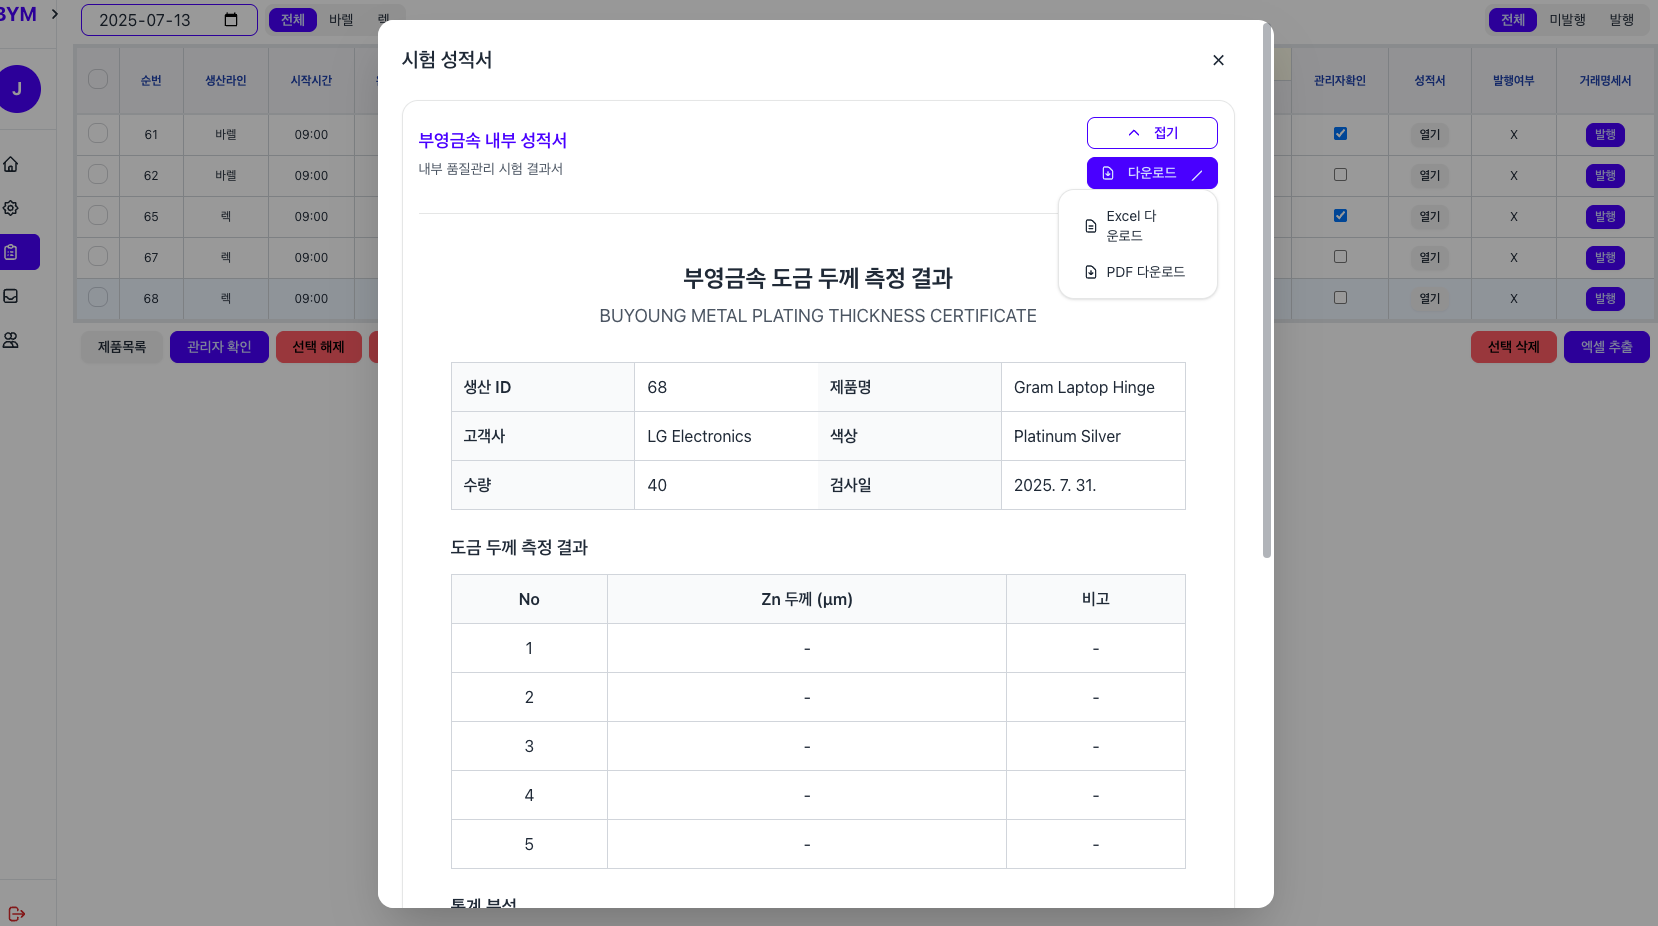 BYM
2025-07-13
전체 바렐 렉
전체 미발행 발행
J
순번 생산라인 시작시간
관리자확인 성적서 발행여부 거래명세서
61 바렐 09:00
열기 X 발행
62 바렐 09:00
열기 X 발행
65 렉 09:00
열기 X 발행
67 렉 09:00
열기 X 발행
68 렉 09:00
열기 X 발행
제품목록 관리자 확인 선택 해제
선택 삭제 엑셀 추출
시험 성적서
부영금속 내부 성적서
내부 품질관리 시험 결과서
접기
다운로드
Excel 다
운로드
PDF 다운로드
부영금속 도금 두께 측정 결과
BUYOUNG METAL PLATING THICKNESS CERTIFICATE
생산 ID 68 제품명 Gram Laptop Hinge
고객사 LG Electronics 색상 Platinum Silver
수량 40 검사일 2025. 7. 31.
도금 두께 측정 결과
No Zn 두께 (μm) 비고
1 - -
2 - -
3 - -
4 - -
5 - -
통계 분석